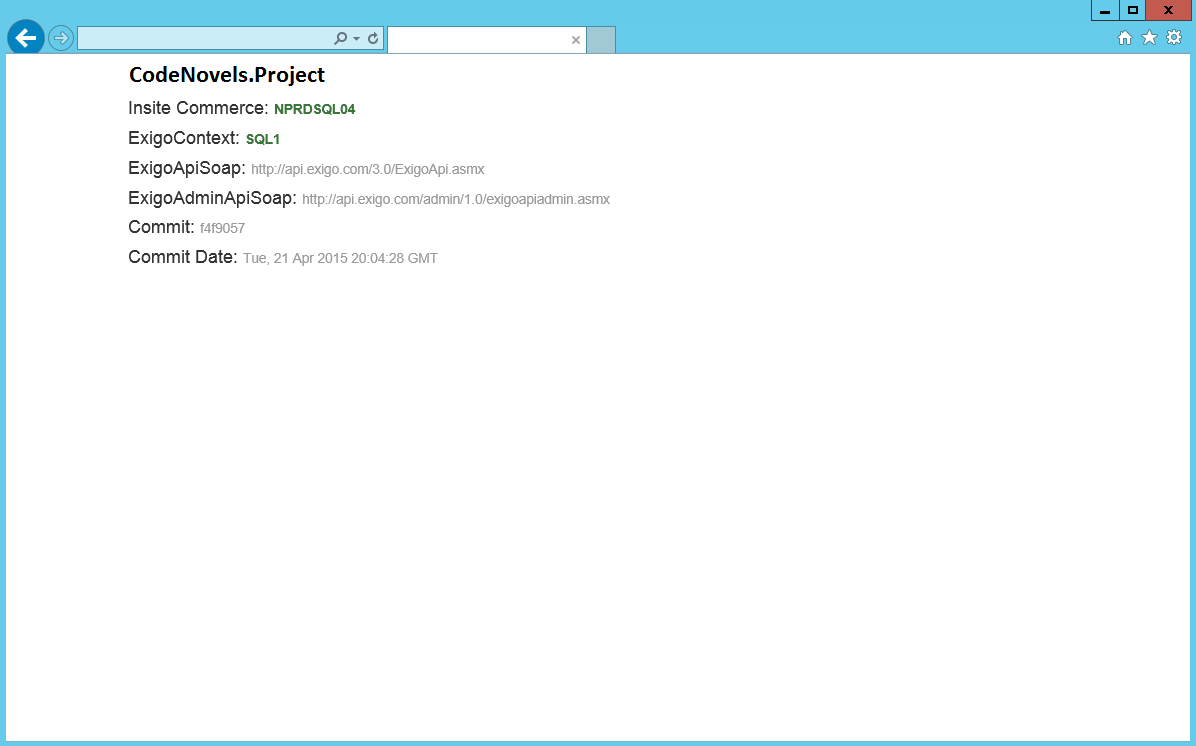 CodeNovels.Project
Insite Commerce: NPRDSQL04
ExigoContext: SQL1
ExigoApiSoap: http://api.exigo.com/3.0/ExigoApi.asmx
ExigoAdminApiSoap: http://api.exigo.com/admin/1.0/exigoapiadmin.asmx
Commit: f4f9057
Commit Date: Tue, 21 Apr 2015 20:04:28 GMT